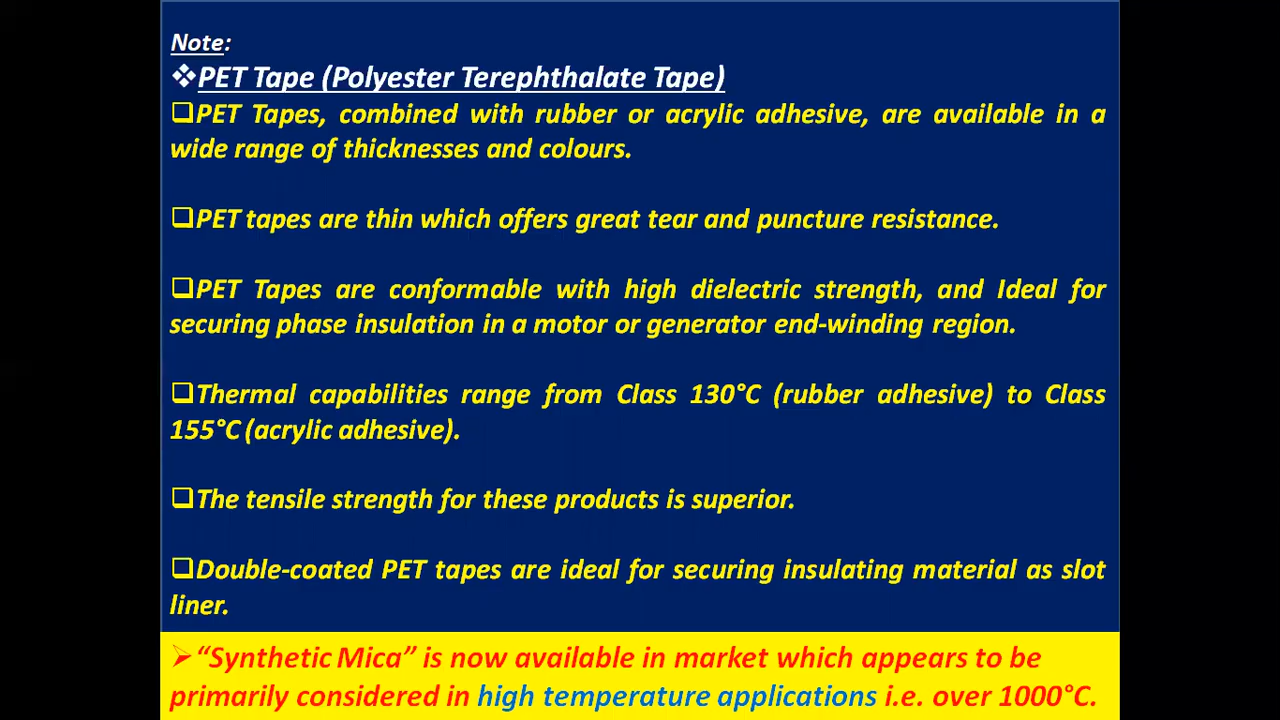 Note:
❖PET Tape (Polyester Terephthalate Tape)
❑PET Tapes, combined with rubber or acrylic adhesive, are available in a
wide range of thicknesses and colours.
❑PET tapes are thin which offers great tear and puncture resistance.
❑PET Tapes are conformable with high dielectric strength, and Ideal for
securing phase insulation in a motor or generator end-winding region.
❑Thermal capabilities range from Class 130°C (rubber adhesive) to Class
155°C (acrylic adhesive).
❑The tensile strength for these products is superior.
❑Double-coated PET tapes are ideal for securing insulating material as slot
liner.
➢“Synthetic Mica” is now available in market which appears to be
primarily considered in high temperature applications i.e. over 1000°C.